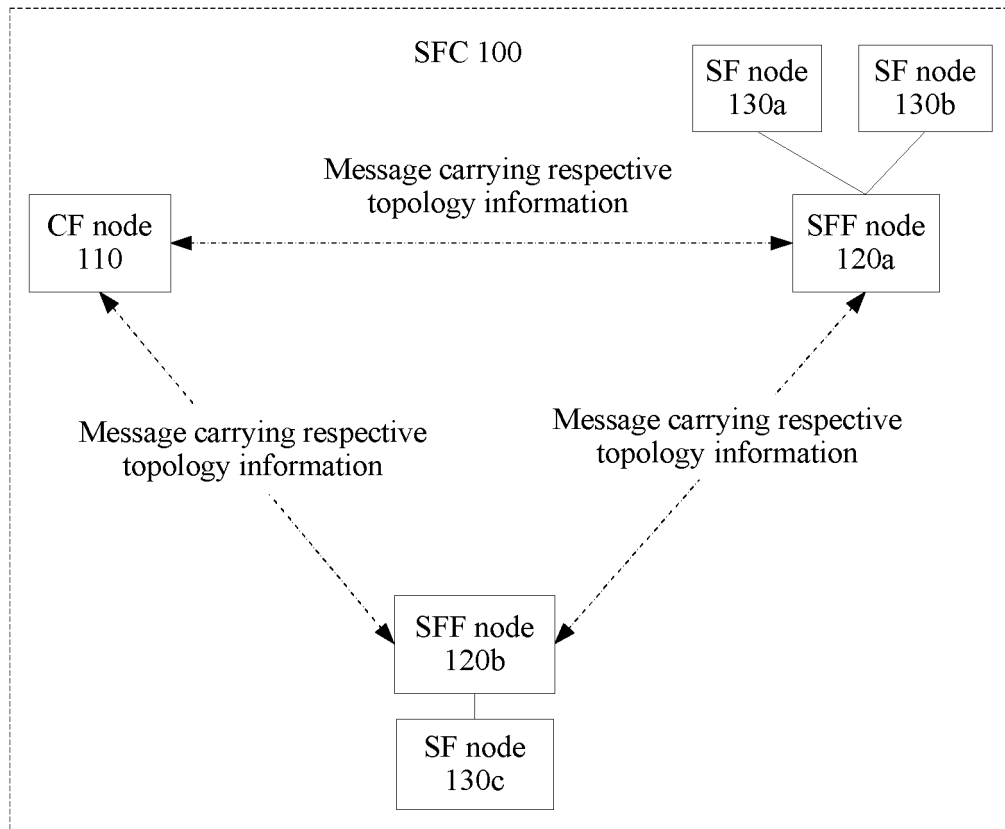 SFC 100
SF node
130a
SF node
130b
Message carrying respective
topology information
CF node
110
SFF node
120a
Message carrying respective
topology information
Message carrying respective
topology information
SFF node
120b
SF node
130c